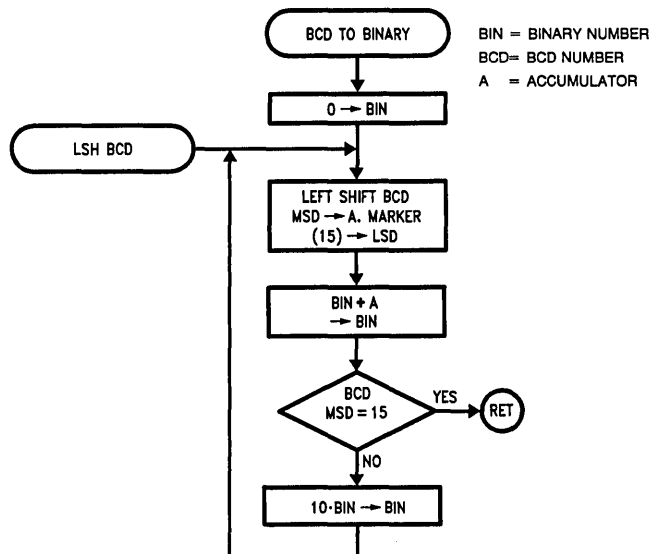 BCD TO BINARY
BIN = BINARY NUMBER
BCD= BCD NUMBER
A = ACCUMULATOR
0 → BIN
LSH BCD
LEFT SHIFT BCD
MSD → A. MARKER
(15) → LSD
BIN + A
→ BIN
BCD
MSD = 15
YES
RET
NO
10·BIN → BIN